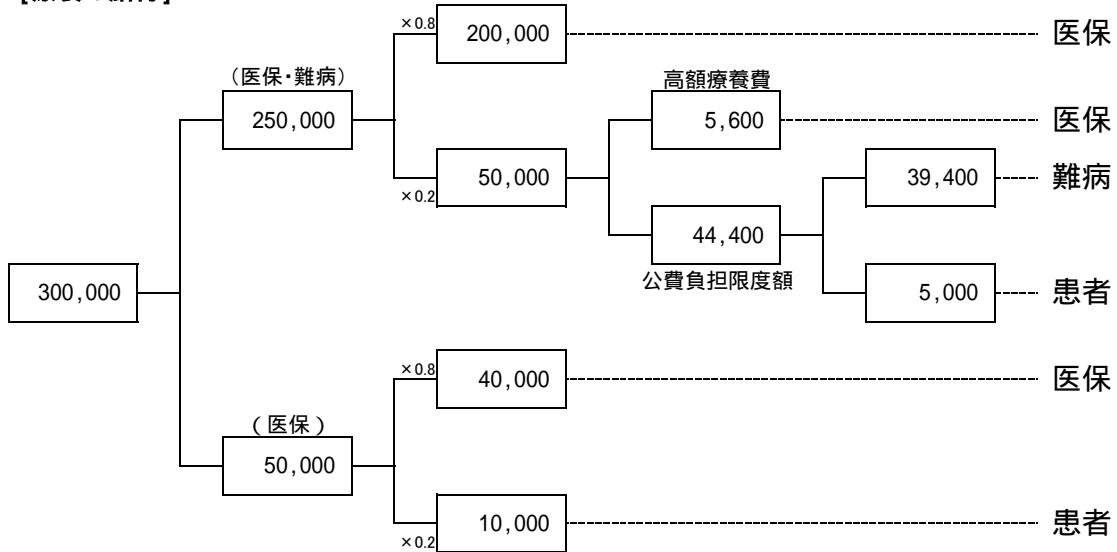 ×0.8
200,000
医保
(医保・難病)
250,000
高額療養費
5,600
医保
×0.2
50,000
39,400
難病
44,400
公費負担限度額
300,000
5,000
患者
×0.8
40,000
医保
(医保)
50,000
10,000
患者
×0.2